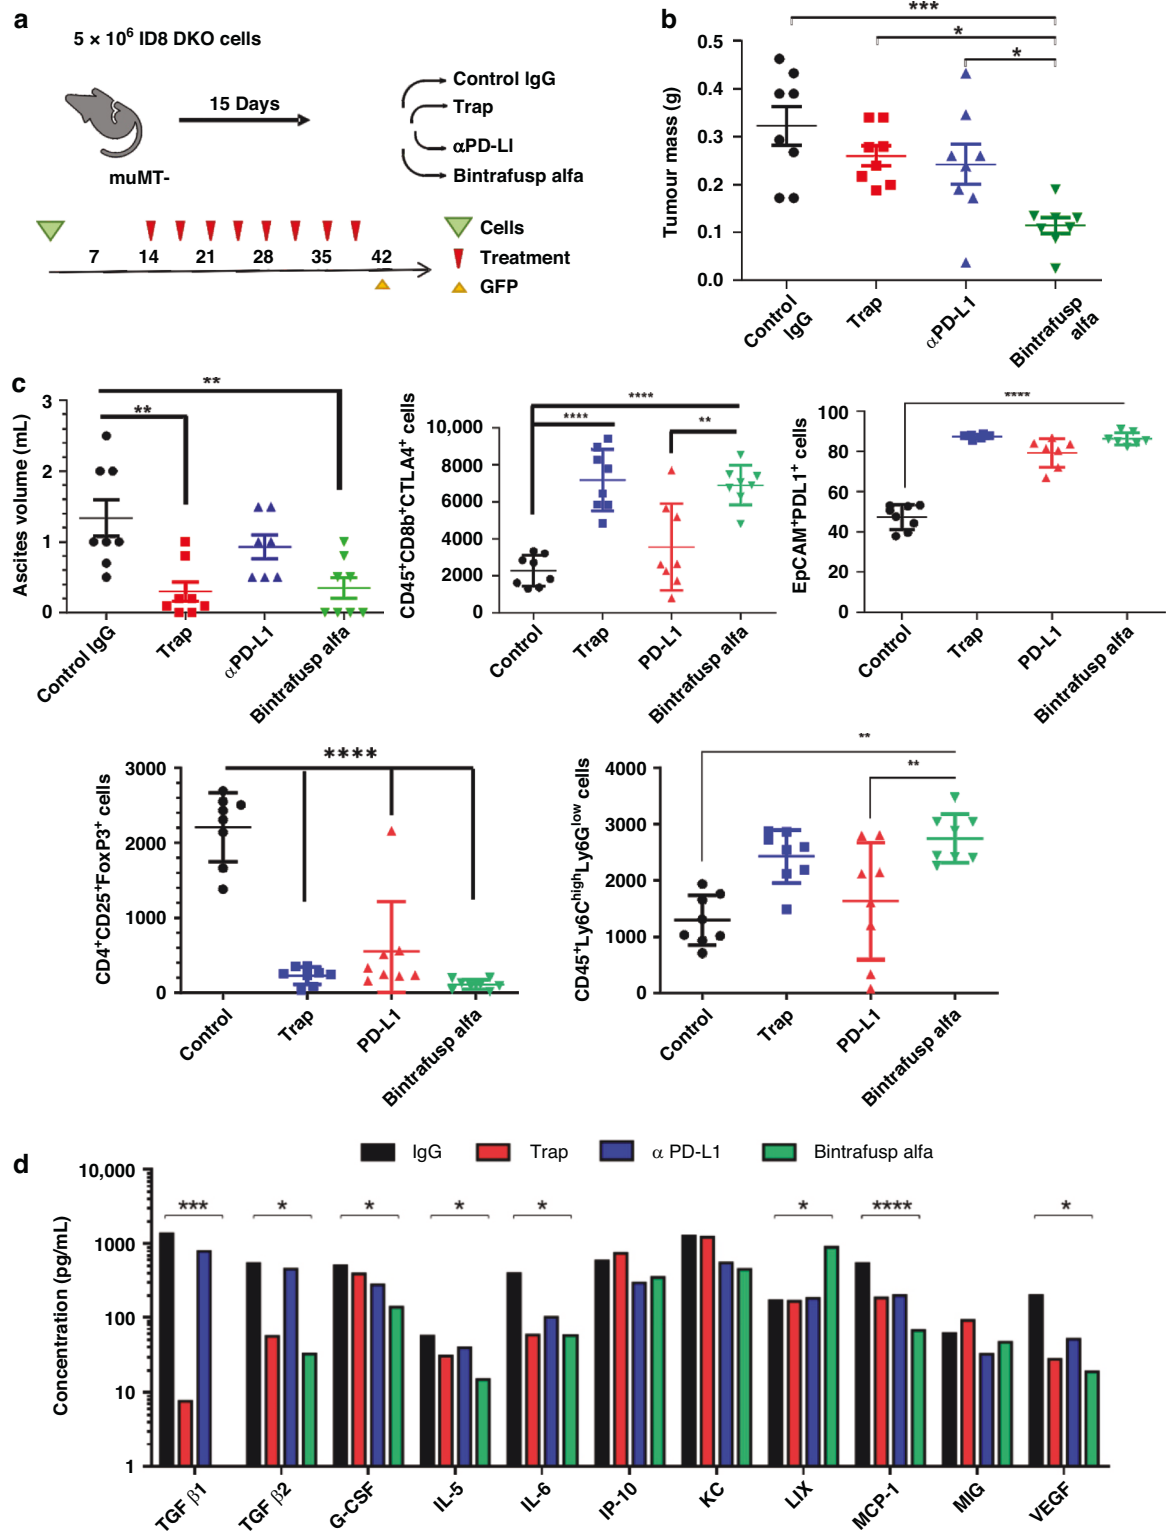 a
5 × 10⁶ ID8 DKO cells
15 Days
muMT-
Control IgG
Trap
αPD-LI
Bintrafusp alfa
7 14 21 28 35 42
Cells
Treatment
GFP
b
***
*
*
Tumour mass (g)
0.5
0.4
0.3
0.2
0.1
0.0
Control IgG
Trap
αPD-L1
Bintrafusp alfa
c
**
**
Ascites volume (mL)
3
2
1
0
Control IgG
Trap
αPD-L1
Bintrafusp alfa
****
****
**
CD45⁺CD8b⁺CTLA4⁺ cells
10,000
8000
6000
4000
2000
0
Control
Trap
PD-L1
Bintrafusp alfa
****
EpCAM⁺PDL1⁺ cells
100
80
60
40
20
0
Control
Trap
PD-L1
Bintrafusp alfa
****
CD4⁺CD25⁺FoxP3⁺ cells
3000
2000
1000
0
Control
Trap
PD-L1
Bintrafusp alfa
**
**
CD45⁺Ly6C^high Ly6G^low cells
4000
3000
2000
1000
0
Control
Trap
PD-L1
Bintrafusp alfa
d
IgG Trap α PD-L1 Bintrafusp alfa
*** * * * * * **** *
Concentration (pg/mL)
10,000
1000
100
10
1
TGF β1
TGF β2
G-CSF
IL-5
IL-6
IP-10
KC
LIX
MCP-1
MIG
VEGF